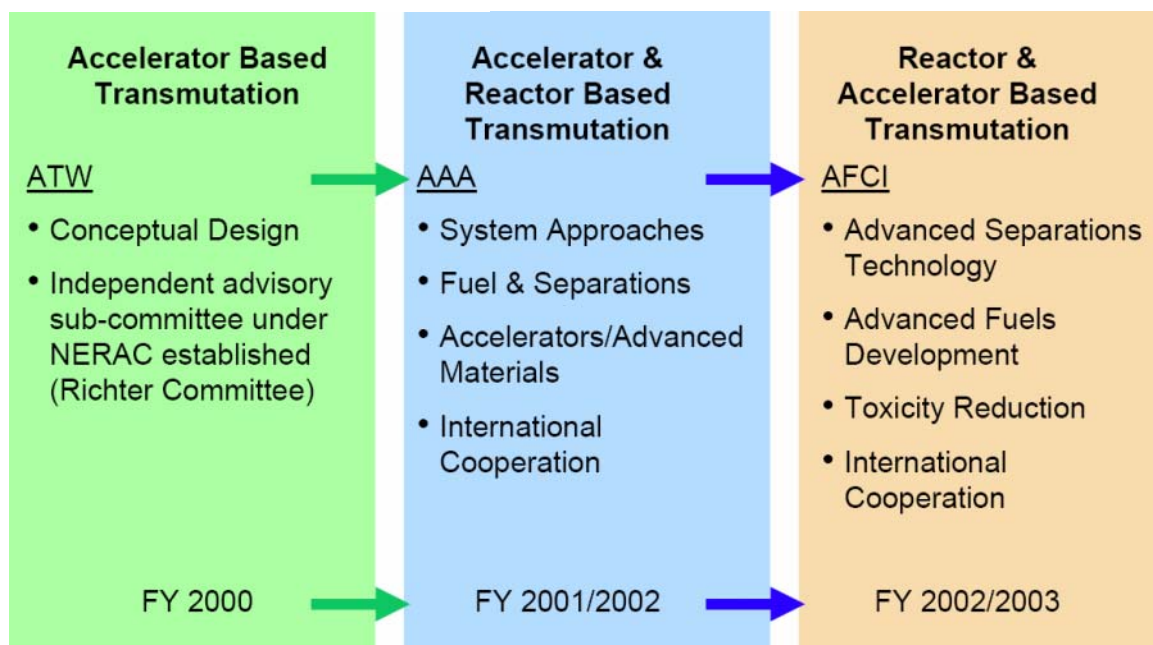 Accelerator Based
Transmutation
ATW
• Conceptual Design
• Independent advisory
sub-committee under
NERAC established
(Richter Committee)
FY 2000
Accelerator &
Reactor Based
Transmutation
AAA
• System Approaches
• Fuel & Separations
• Accelerators/Advanced
Materials
• International
Cooperation
FY 2001/2002
Reactor &
Accelerator Based
Transmutation
AFCI
• Advanced Separations
Technology
• Advanced Fuels
Development
• Toxicity Reduction
• International
Cooperation
FY 2002/2003